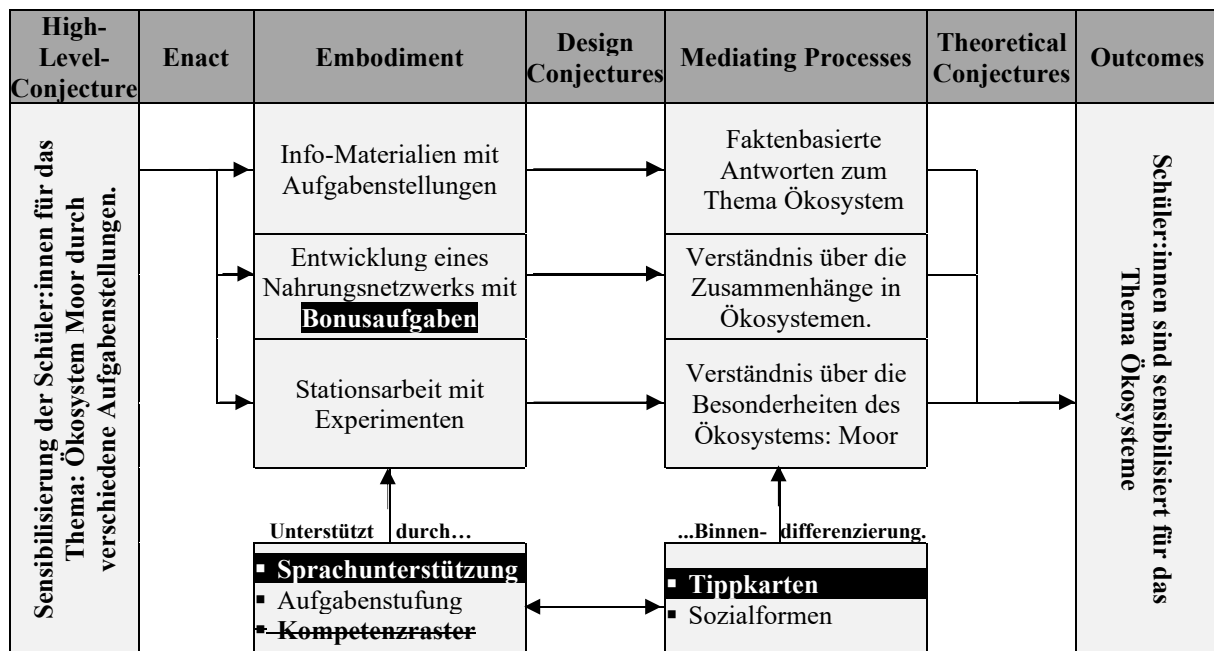 High-
Level-
Conjecture
Enact
Embodiment
Design
Conjectures
Mediating Processes
Theoretical
Conjectures
Outcomes
Sensibilisierung der Schüler:innen für das
Thema: Ökosystem Moor durch
verschiedene Aufgabenstellungen.
Info-Materialien mit
Aufgabenstellungen
Faktenbasierte
Antworten zum
Thema Ökosystem
Entwicklung eines
Nahrungsnetzwerks mit
Bonusaufgaben
Verständnis über die
Zusammenhänge in
Ökosystemen.
Stationsarbeit mit
Experimenten
Verständnis über die
Besonderheiten des
Ökosystems: Moor
Schüler:innen sind sensibilisiert für das
Thema Ökosysteme
Unterstützt durch…
...Binnen- differenzierung.
▪ Sprachunterstützung
▪ Aufgabenstufung
▪ Kompetenzraster
▪ Tippkarten
▪ Sozialformen